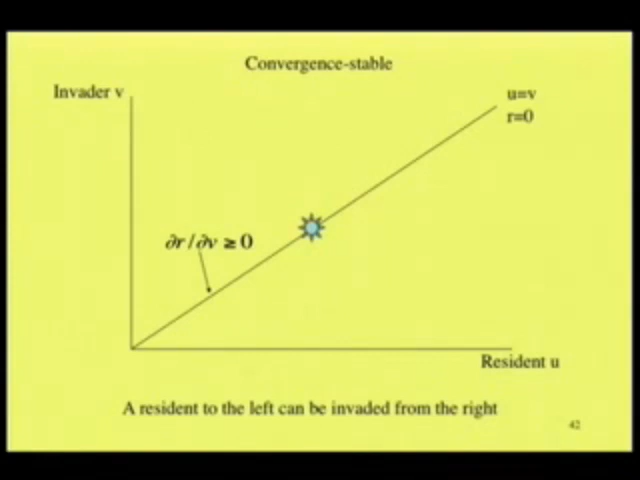 Convergence-stable
Invader v
u=v
r=0
∂r/∂v ≥ 0
Resident u
A resident to the left can be invaded from the right
42